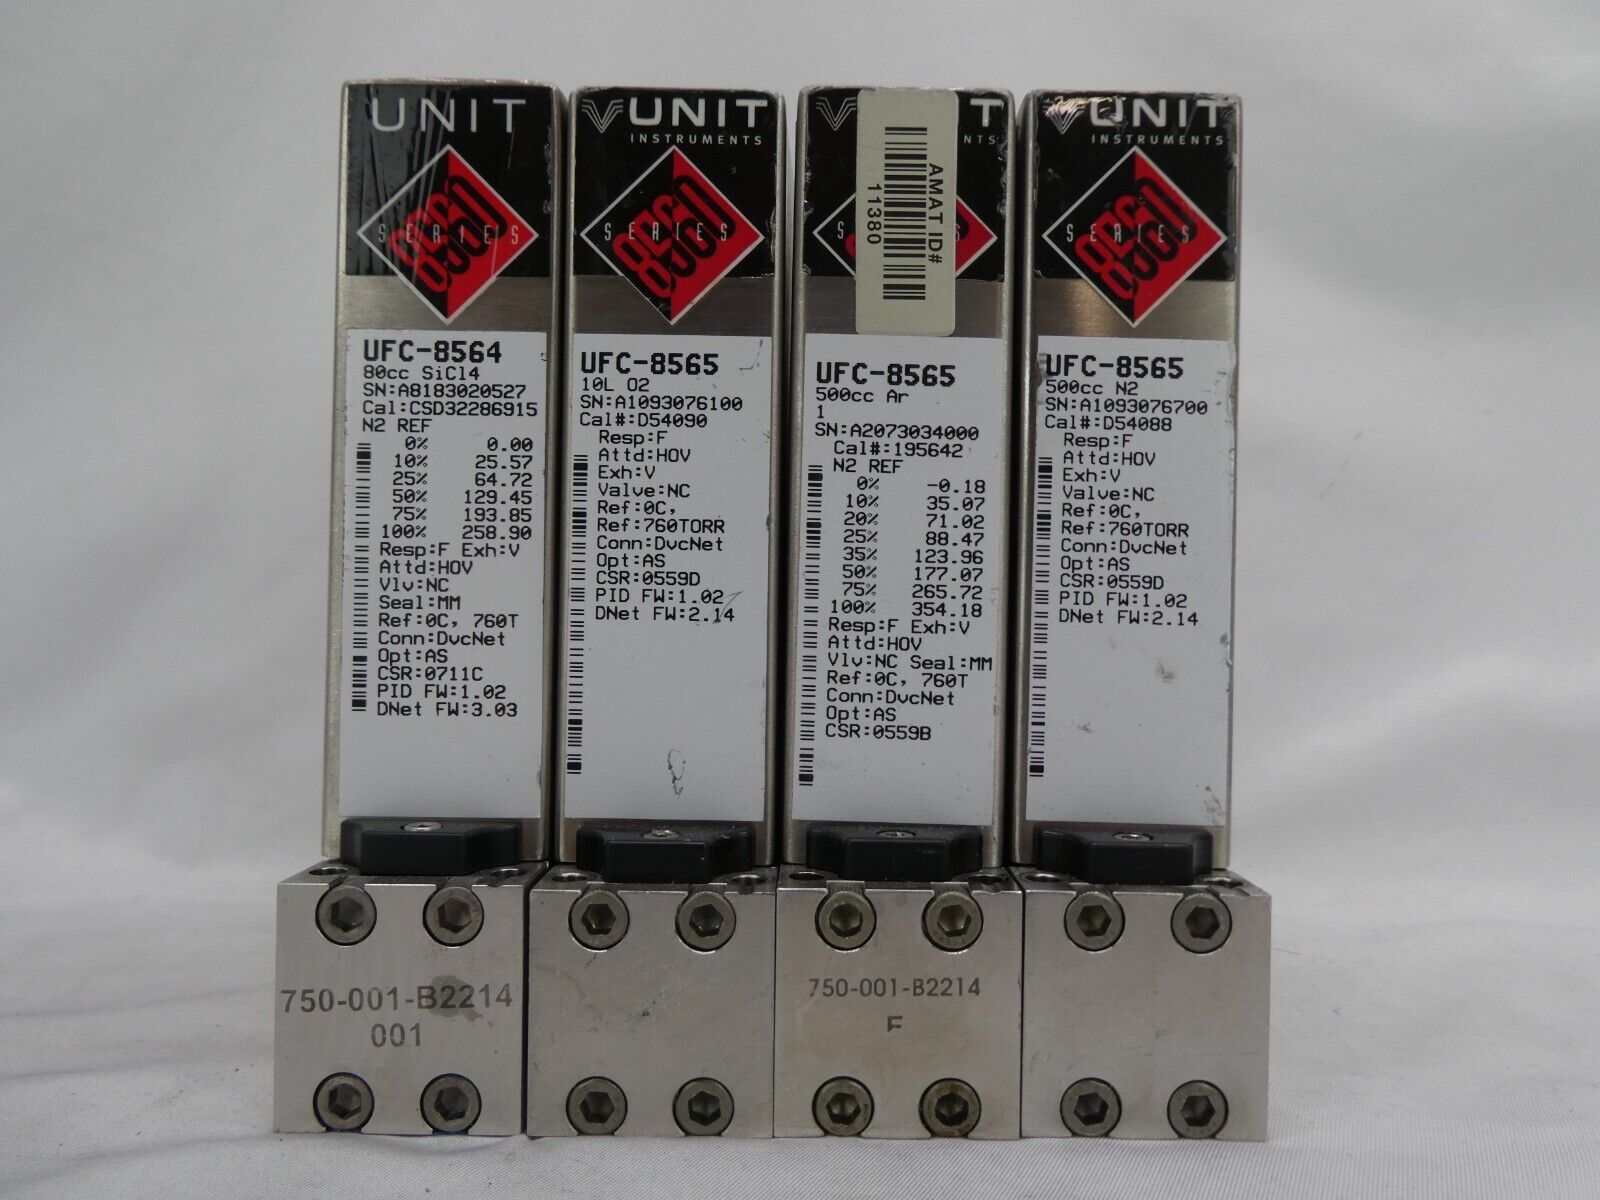 UNIT
8560
SERIES
UFC-8564
80cc SiCl4
SN:A8183020527
Cal:CSD32286915
N2 REF
0% 0.00
10% 25.57
25% 64.72
50% 129.45
75% 193.85
100% 258.90
Resp:F Exh:V
Attd:HOV
Vlv:NC
Seal:MM
Ref:0C, 760T
Conn:DvcNet
Opt:AS
CSR:0711C
PID FW:1.02
DNet FW:3.03
750-001-B2214
001
UNIT
INSTRUMENTS
8560
SERIES
UFC-8565
10L O2
SN:A1093076100
Cal#:D54090
Resp:F
Attd:HOV
Exh:V
Valve:NC
Ref:0C,
Ref:760TORR
Conn:DvcNet
Opt:AS
CSR:0559D
PID FW:1.02
DNet FW:2.14
AMAT ID#
11380
UFC-8565
500cc Ar
1
SN:A2073034000
Cal#:195642
N2 REF
0% -0.18
10% 35.07
20% 71.02
25% 88.47
35% 123.96
50% 177.07
75% 265.72
100% 354.18
Resp:F Exh:V
Attd:HOV
Vlv:NC Seal:MM
Ref:0C, 760T
Conn:DvcNet
Opt:AS
CSR:0559B
750-001-B2214
F
UNIT
INSTRUMENTS
8560
SERIES
UFC-8565
500cc N2
SN:A1093076700
Cal#:D54088
Resp:F
Attd:HOV
Exh:V
Valve:NC
Ref:0C,
Ref:760TORR
Conn:DvcNet
Opt:AS
CSR:0559D
PID FW:1.02
DNet FW:2.14